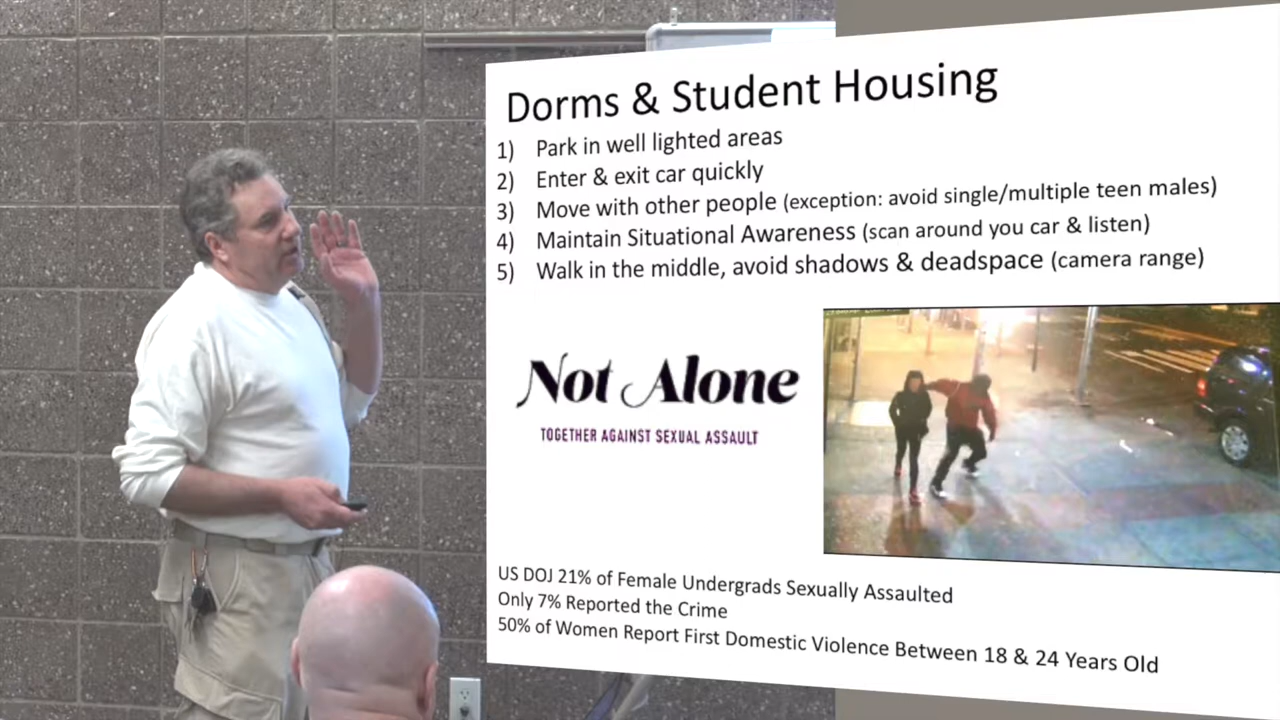 Dorms & Student Housing
1) Park in well lighted areas
2) Enter & exit car quickly
3) Move with other people (exception: avoid single/multiple teen males)
4) Maintain Situational Awareness (scan around you car & listen)
5) Walk in the middle, avoid shadows & deadspace (camera range)
Not Alone
TOGETHER AGAINST SEXUAL ASSAULT
US DOJ 21% of Female Undergrads Sexually Assaulted
Only 7% Reported the Crime
50% of Women Report First Domestic Violence Between 18 & 24 Years Old